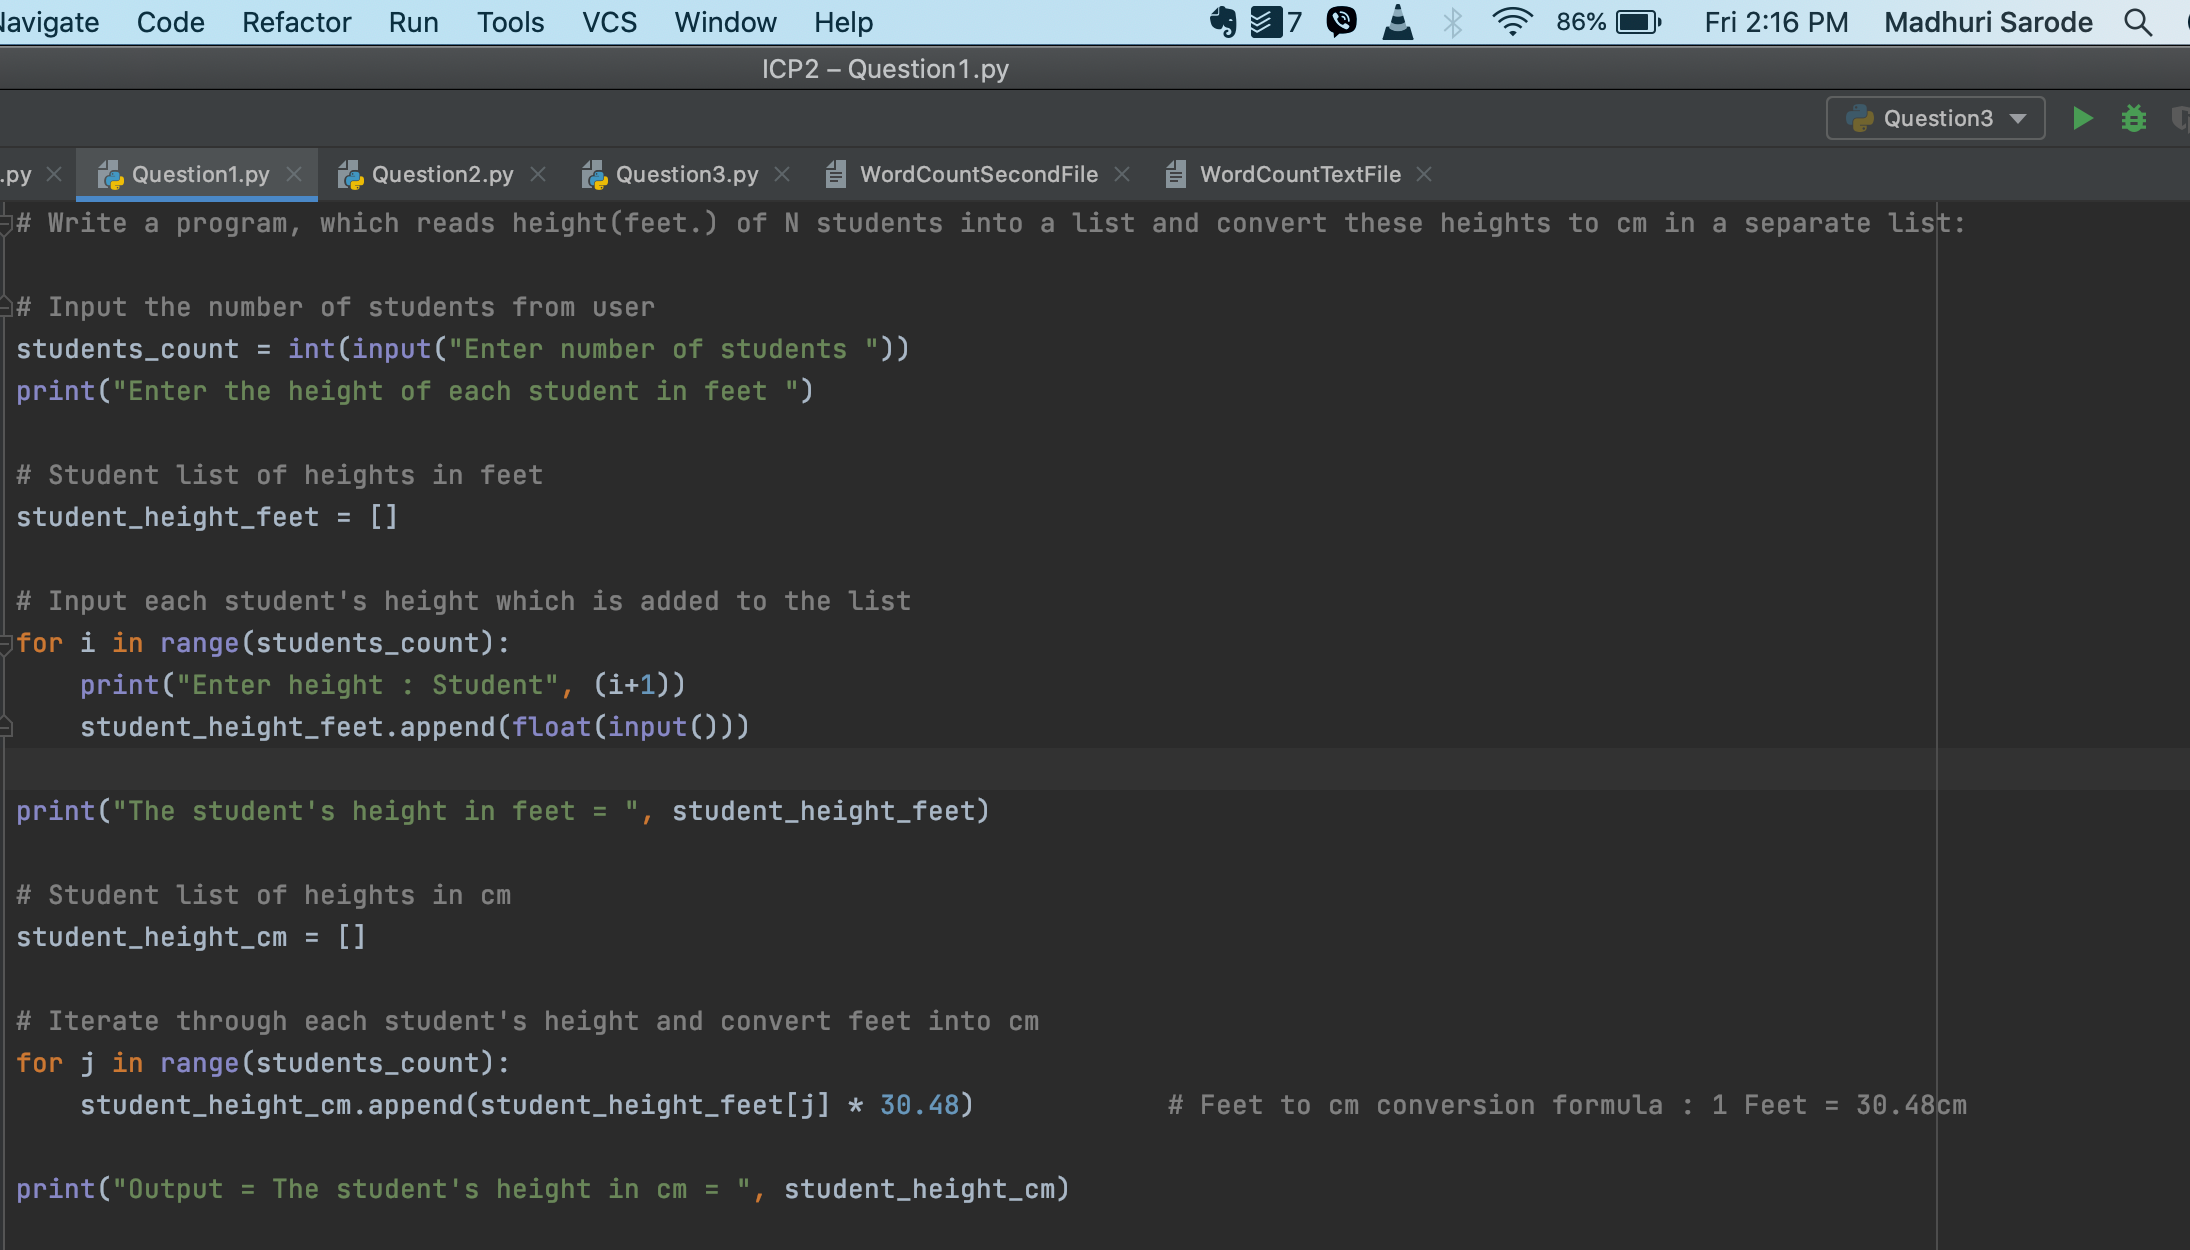 Navigate Code Refactor Run Tools VCS Window Help 7 86% Fri 2:16 PM Madhuri Sarode
ICP2 – Question1.py
Question3
.py Question1.py Question2.py Question3.py WordCountSecondFile WordCountTextFile
# Write a program, which reads height(feet.) of N students into a list and convert these heights to cm in a separate list:
# Input the number of students from user
students_count = int(input("Enter number of students "))
print("Enter the height of each student in feet ")
# Student list of heights in feet
student_height_feet = []
# Input each student's height which is added to the list
for i in range(students_count):
    print("Enter height : Student", (i+1))
    student_height_feet.append(float(input()))
print("The student's height in feet = ", student_height_feet)
# Student list of heights in cm
student_height_cm = []
# Iterate through each student's height and convert feet into cm
for j in range(students_count):
    student_height_cm.append(student_height_feet[j] * 30.48)            # Feet to cm conversion formula : 1 Feet = 30.48cm
print("Output = The student's height in cm = ", student_height_cm)